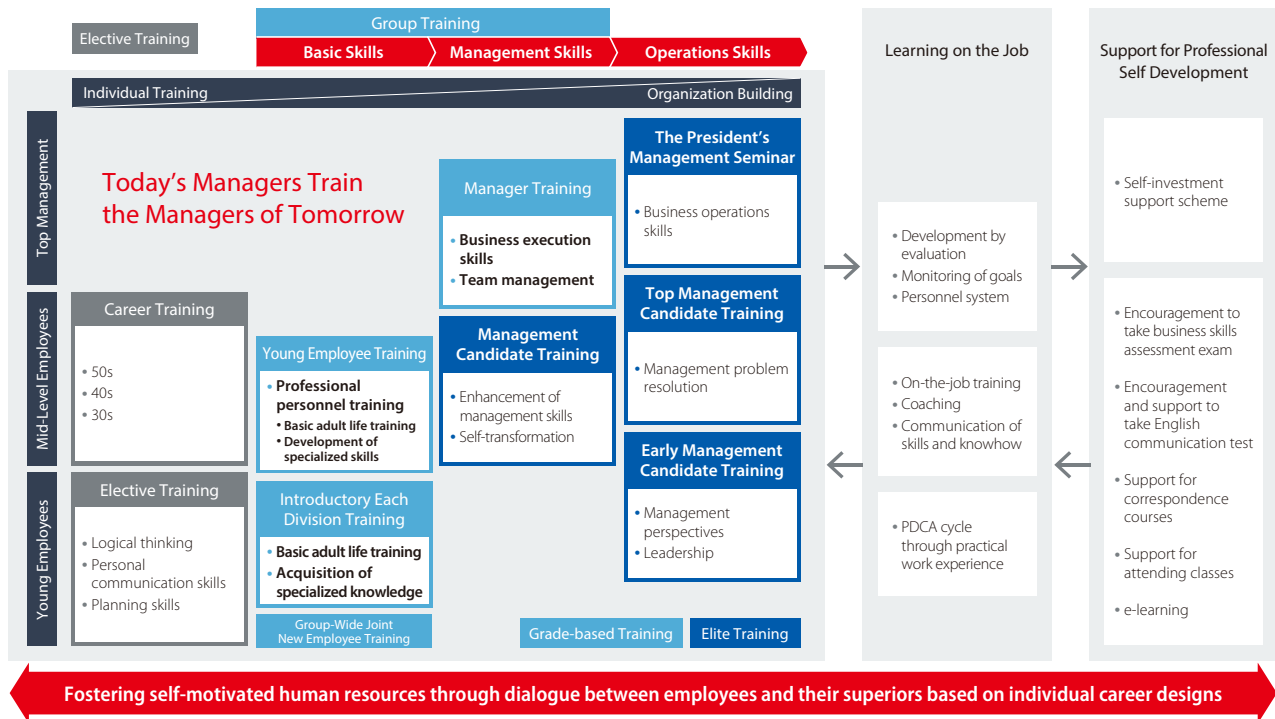 Elective Training
Group Training
Basic Skills
Management Skills
Operations Skills
Individual Training
Organization Building
Top Management
Mid-Level Employees
Young Employees
Today's Managers Train
the Managers of Tomorrow
Career Training
• 50s
• 40s
• 30s
Elective Training
• Logical thinking
• Personal
communication skills
• Planning skills
Young Employee Training
• Professional
personnel training
• Basic adult life training
• Development of
specialized skills
Introductory Each
Division Training
• Basic adult life training
• Acquisition of
specialized knowledge
Group-Wide Joint
New Employee Training
Manager Training
• Business execution
skills
• Team management
Management
Candidate Training
• Enhancement of
management skills
• Self-transformation
The President's
Management Seminar
• Business operations
skills
Top Management
Candidate Training
• Management problem
resolution
Early Management
Candidate Training
• Management
perspectives
• Leadership
Grade-based Training
Elite Training
Learning on the Job
• Development by
evaluation
• Monitoring of goals
• Personnel system
• On-the-job training
• Coaching
• Communication of
skills and knowhow
• PDCA cycle
through practical
work experience
Support for Professional
Self Development
• Self-investment
support scheme
• Encouragement to
take business skills
assessment exam
• Encouragement
and support to
take English
communication test
• Support for
correspondence
courses
• Support for
attending classes
• e-learning
Fostering self-motivated human resources through dialogue between employees and their superiors based on individual career designs